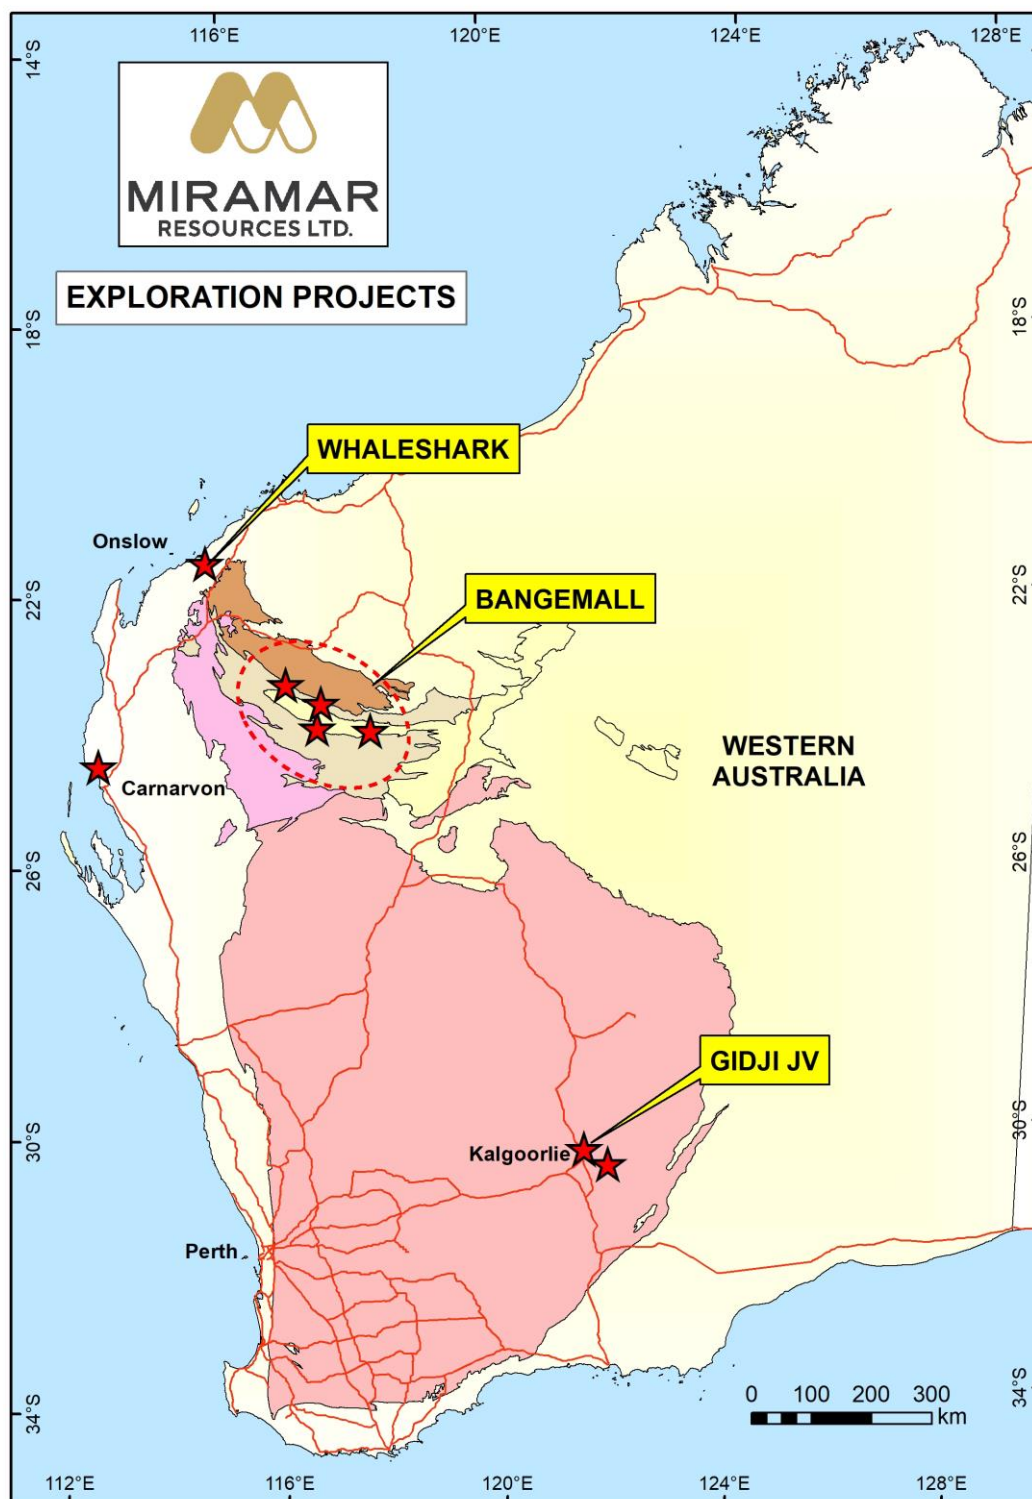 116°E
120°E
124°E
128°E
14°S
MIRAMAR
RESOURCES LTD.
EXPLORATION PROJECTS
18°S
18°S
WHALESHARK
Onslow
22°S
22°S
BANGEMALL
WESTERN
AUSTRALIA
Carnarvon
26°S
26°S
GIDJI JV
30°S
30°S
Kalgoorlie
Perth
34°S
34°S
0 100 200 300
km
112°E
116°E
120°E
124°E
128°E